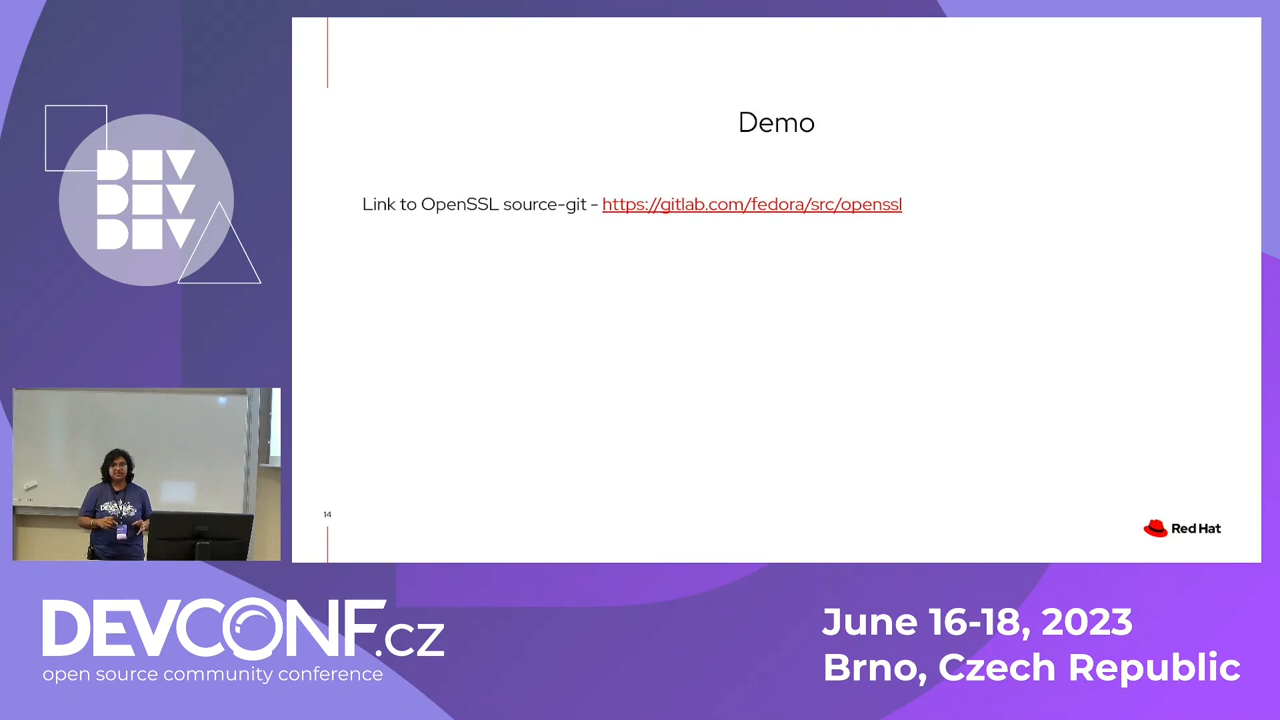 DEV
DEV
DEV
Demo
Link to OpenSSL source-git - https://gitlab.com/fedora/src/openssl
14
Red Hat
DEVCONF
DEVCONF.cz
open source community conference
June 16-18, 2023
Brno, Czech Republic